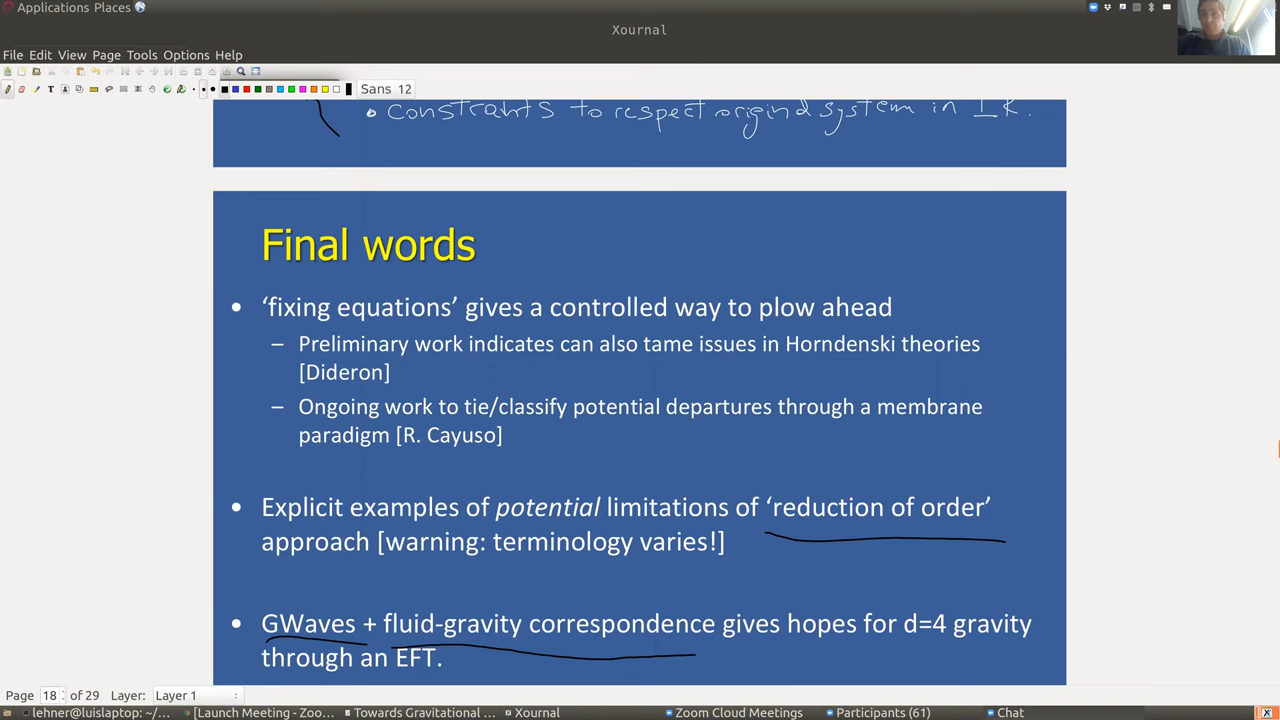 Applications Places
Xournal
File Edit View Page Tools Options Help
Sans 12
• constraints to respect original system in IR.
Final words
• ‘fixing equations’ gives a controlled way to plow ahead
– Preliminary work indicates can also tame issues in Horndenski theories
[Dideron]
– Ongoing work to tie/classify potential departures through a membrane
paradigm [R. Cayuso]
• Explicit examples of potential limitations of ‘reduction of order’
approach [warning: terminology varies!]
• GWaves + fluid-gravity correspondence gives hopes for d=4 gravity
through an EFT.
Page 18 of 29 Layer: Layer 1
lehner@luislaptop: ~/... [Launch Meeting - Zoo... Towards Gravitational ... Xournal Zoom Cloud Meetings Participants (61) Chat